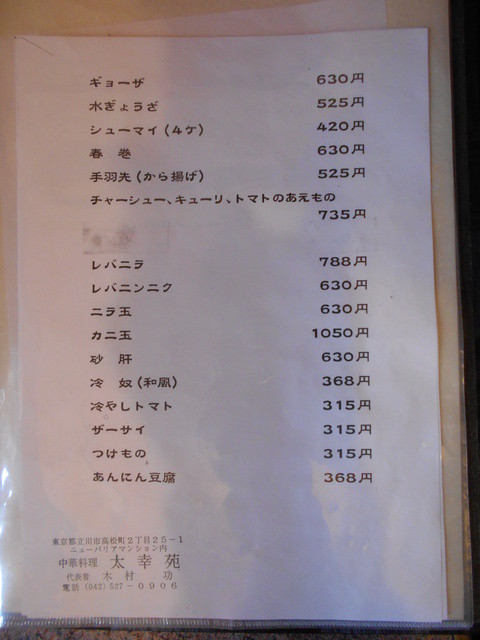 ギョーザ 630円
水ぎょうざ 525円
シューマイ(4ケ) 420円
春 巻 630円
手羽先(から揚げ) 525円
チャーシュー、キューリ、トマトのあえもの
735円
レバニラ 788円
レバニンニク 630円
ニラ玉 630円
カニ玉 1050円
砂 肝 630円
冷 奴(和風) 368円
冷やしトマト 315円
ザーサイ 315円
つけもの 315円
あんにん豆腐 368円
東京都立川市高松町2丁目25-1
ニューパリアマンション内
中華料理 太幸苑
代表者 木村 功
電話 (042)527-0906